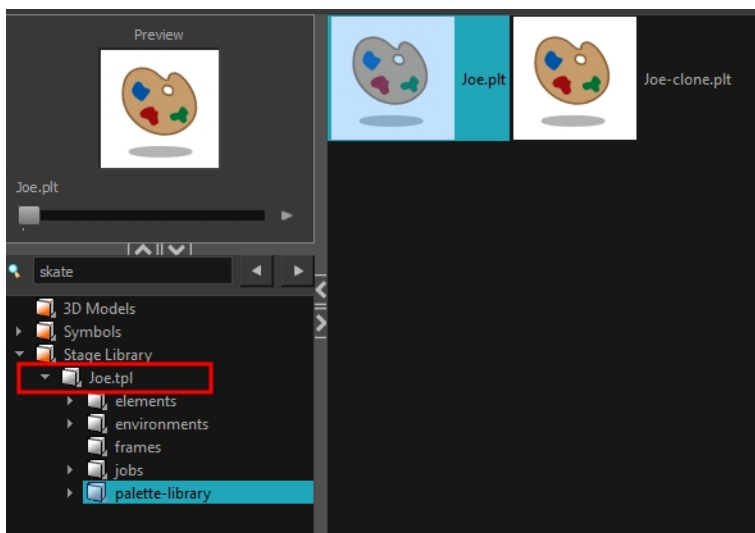 Preview
Joe.plt
skate
3D Models
Symbols
Stage Library
Joe.tpl
elements
environments
frames
jobs
palette-library
Joe.plt
Joe-clone.plt